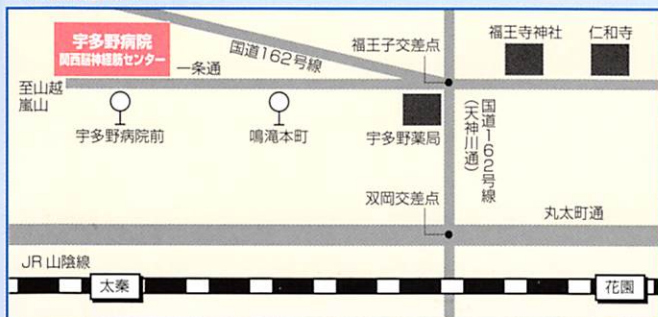 宇多野病院
関西脳神経筋センター
国道162号線
福王子交差点
福王寺神社
仁和寺
一条通
至山越
嵐山
宇多野病院前
鳴滝本町
宇多野薬局
国道162号線
(天神川通)
双岡交差点
丸太町通
JR山陰線
太秦
花園